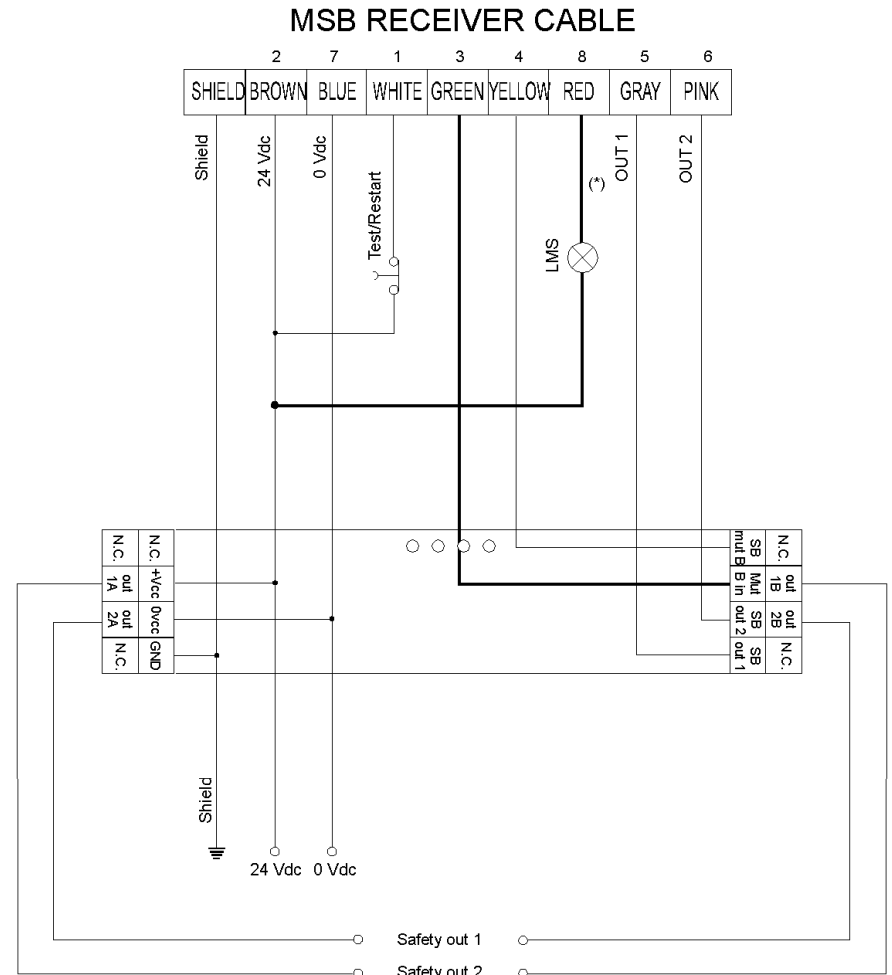 MSB RECEIVER CABLE
2 7 1 3 4 8 5 6
SHIELD BROWN BLUE WHITE GREEN YELLOW RED GRAY PINK
Shield
24 Vdc
0 Vdc
Test/Restart
LMS
(*)
OUT 1
OUT 2
N.C. N.C.
out 1A +Vcc
out 2A 0vcc
N.C. GND
SB mut B N.C.
Mut B in out 1B
SB out 2 out 2B
SB out 1 N.C.
Shield
24 Vdc 0 Vdc
Safety out 1
Safety out 2